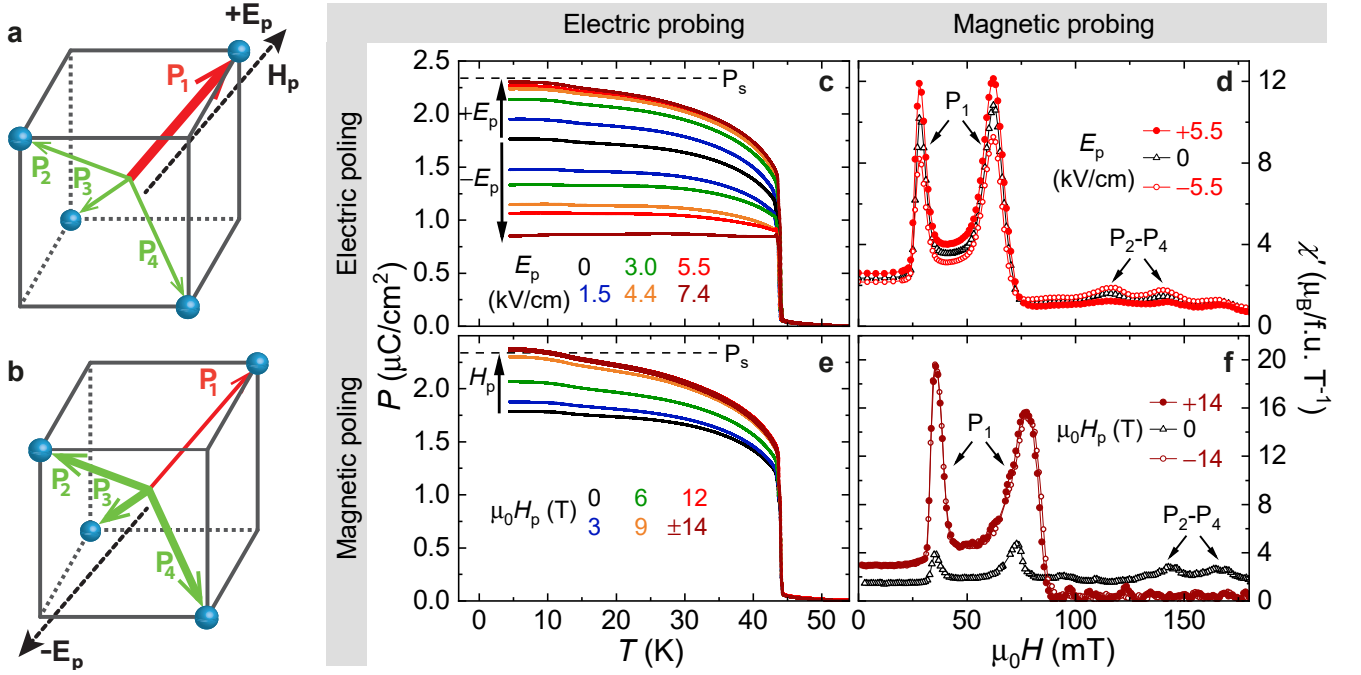 Electric probing
Magnetic probing
Electric poling
Magnetic poling
a
+Eₚ
Hₚ
P₁
P₂
P₃
P₄
b
P₁
P₂
P₃
P₄
−Eₚ
c
2.5
2.0
1.5
1.0
0.5
0.0
Pₛ
+Eₚ
−Eₚ
Eₚ 0 3.0 5.5
(kV/cm) 1.5 4.4 7.4
P (μC/cm²)
d
12
8
4
0
P₁
Eₚ
(kV/cm)
+5.5
0
−5.5
P₂-P₄
χ′ (μB/f.u. T⁻¹)
e
2.0
1.5
1.0
0.5
0.0
Pₛ
Hₚ
μ₀Hₚ (T) 0 6 12
3 9 ±14
0 10 20 30 40 50
T (K)
f
20
16
12
8
4
0
P₁
μ₀Hₚ (T)
+14
0
−14
P₂-P₄
0 50 100 150
μ₀H (mT)